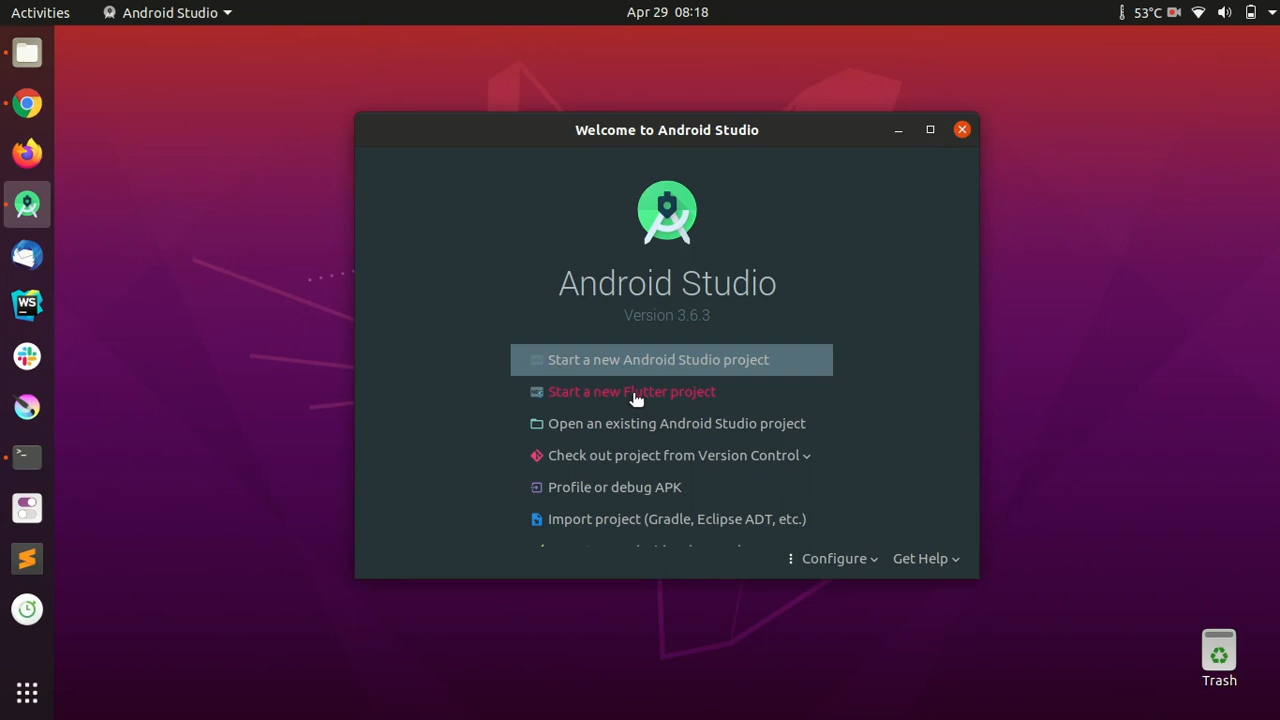 Activities
Android Studio
Apr 29 08:18
53°C
Welcome to Android Studio
Android Studio
Version 3.6.3
Start a new Android Studio project
Start a new Flutter project
Open an existing Android Studio project
Check out project from Version Control
Profile or debug APK
Import project (Gradle, Eclipse ADT, etc.)
Configure
Get Help
WS
Trash